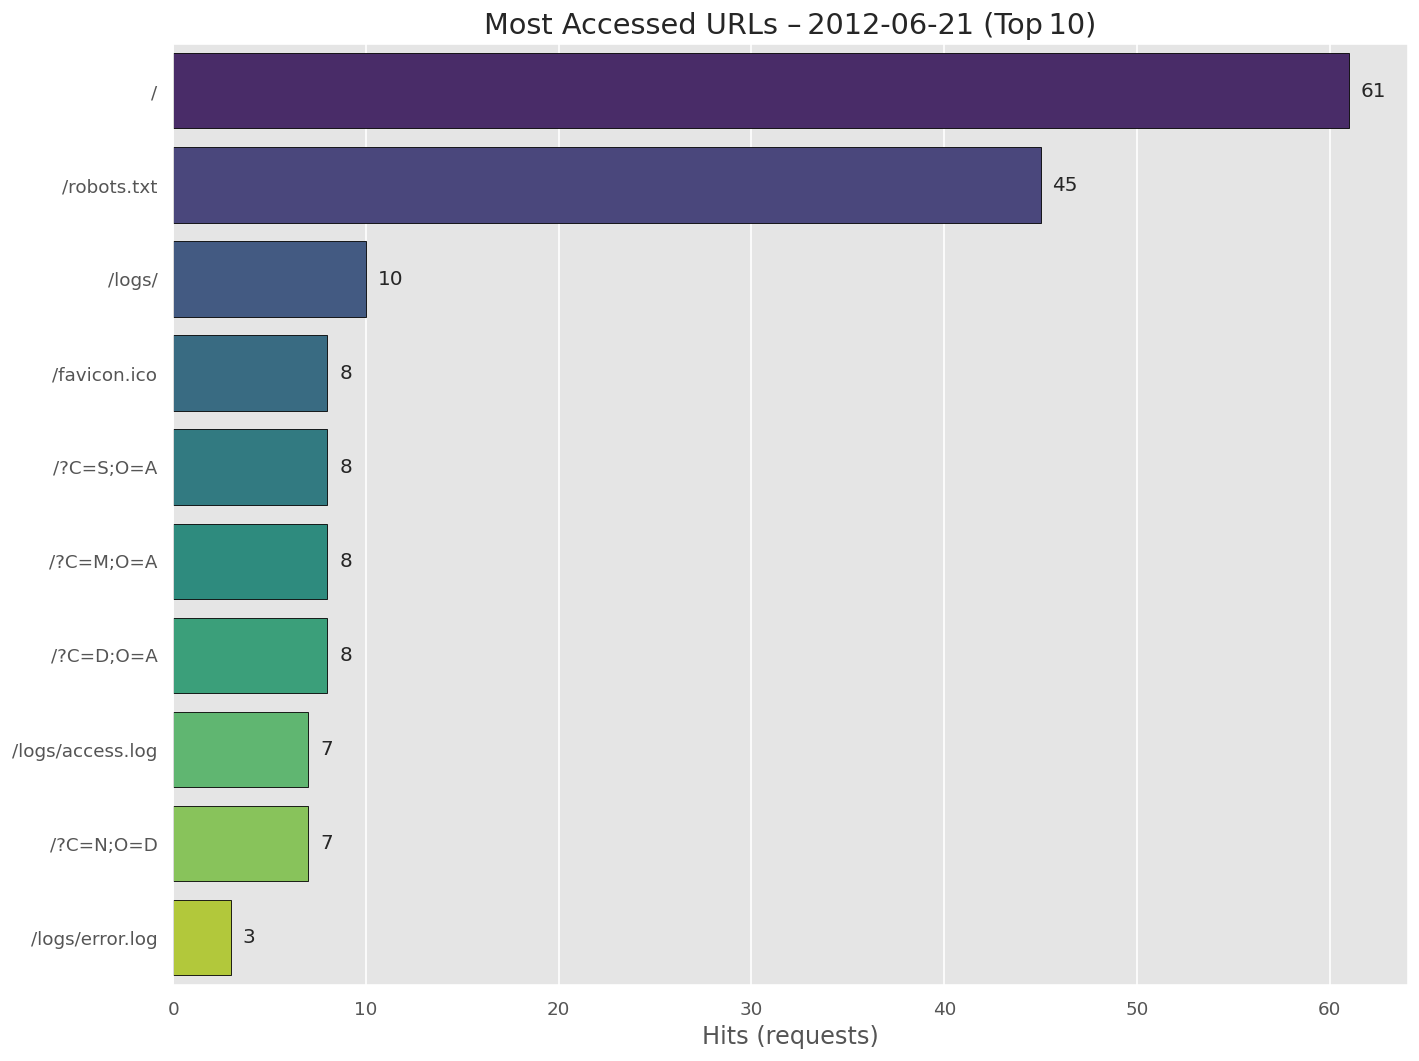 Most Accessed URLs – 2012-06-21 (Top 10)
/ 61
/robots.txt 45
/logs/ 10
/favicon.ico 8
/?C=S;O=A 8
/?C=M;O=A 8
/?C=D;O=A 8
/logs/access.log 7
/?C=N;O=D 7
/logs/error.log 3
0 10 20 30 40 50 60
Hits (requests)